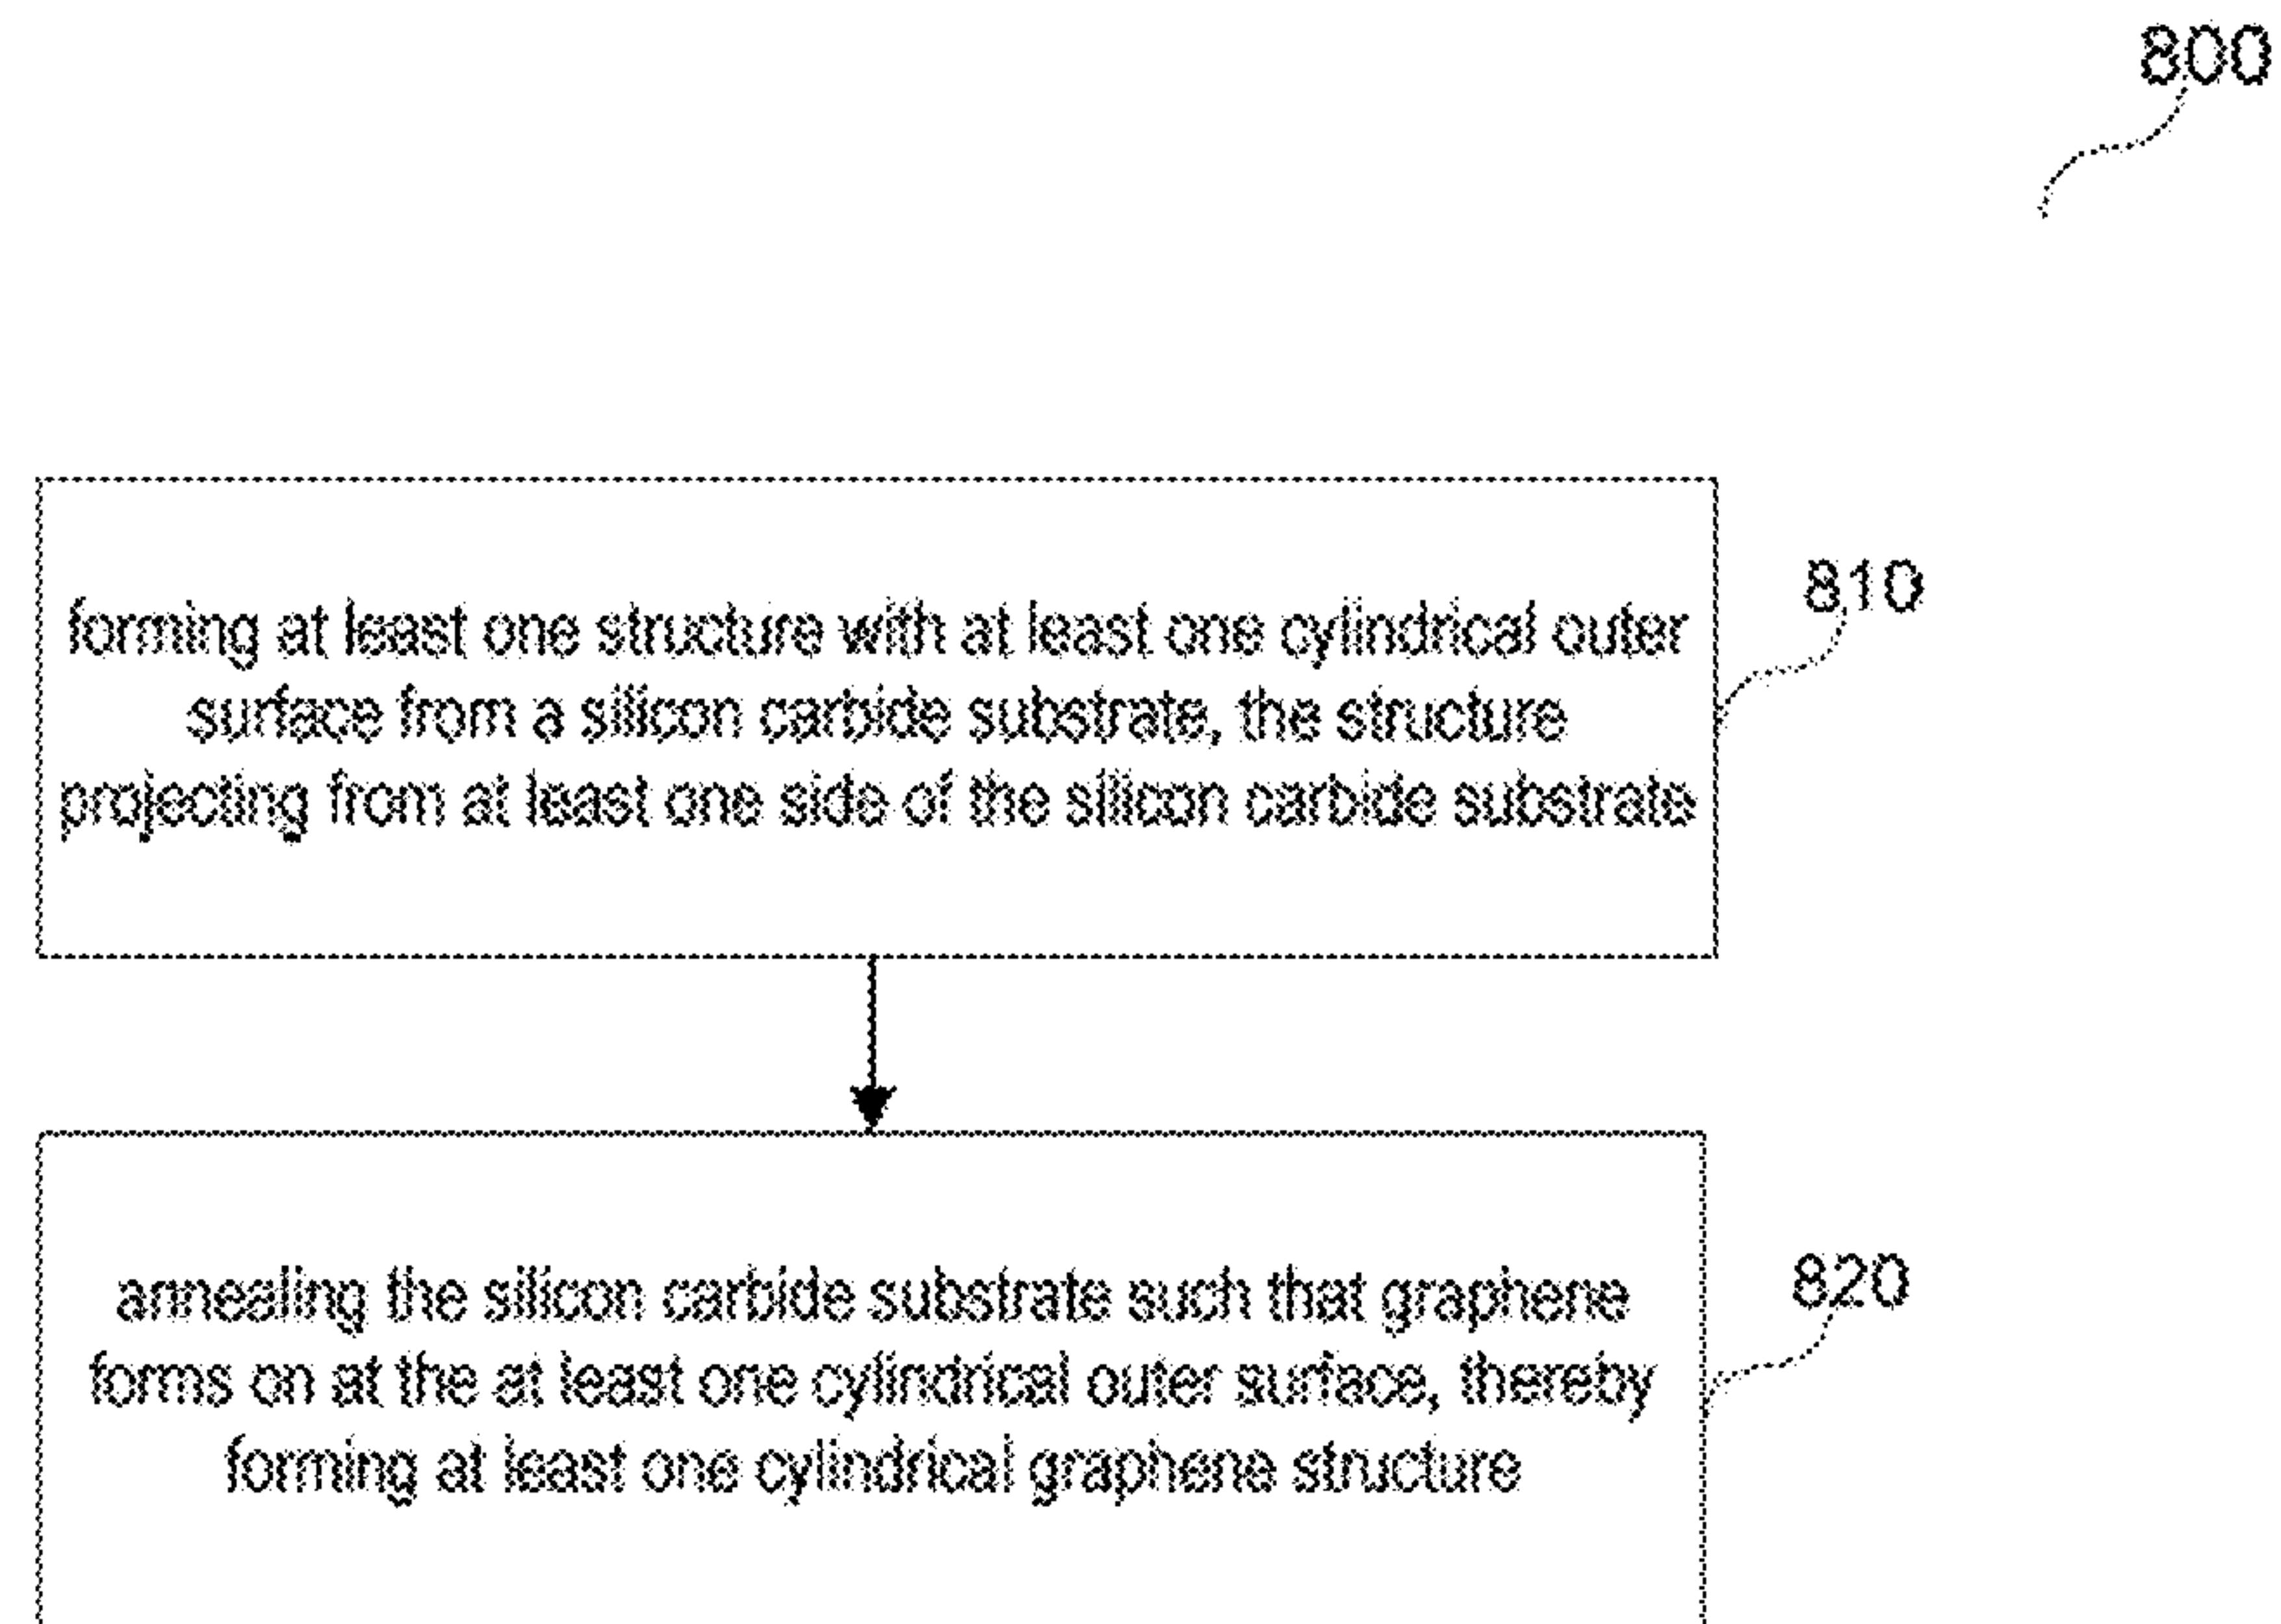 800
forming at least one structure with at least one cylindrical outer
810
surface from a silicon carbide substrate, the structure
projecting from at least one side of the silicon carbide substrate
annealing the silicon carbide substrate such that graphene
820
forms on at the at least one cylindrical outer surface, thereby
forming at least one cylindrical graphene structure